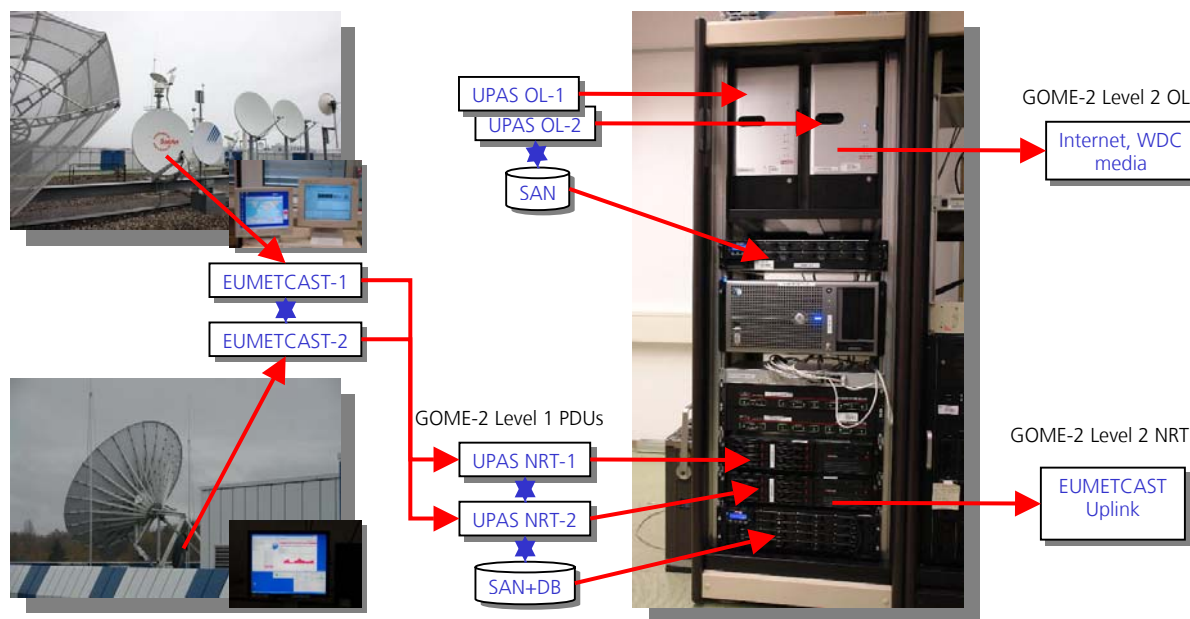 UPAS OL-1
UPAS OL-2
SAN
GOME-2 Level 2 OL
Internet, WDC
media
EUMETCAST-1
EUMETCAST-2
GOME-2 Level 1 PDUs
UPAS NRT-1
UPAS NRT-2
SAN+DB
GOME-2 Level 2 NRT
EUMETCAST
Uplink